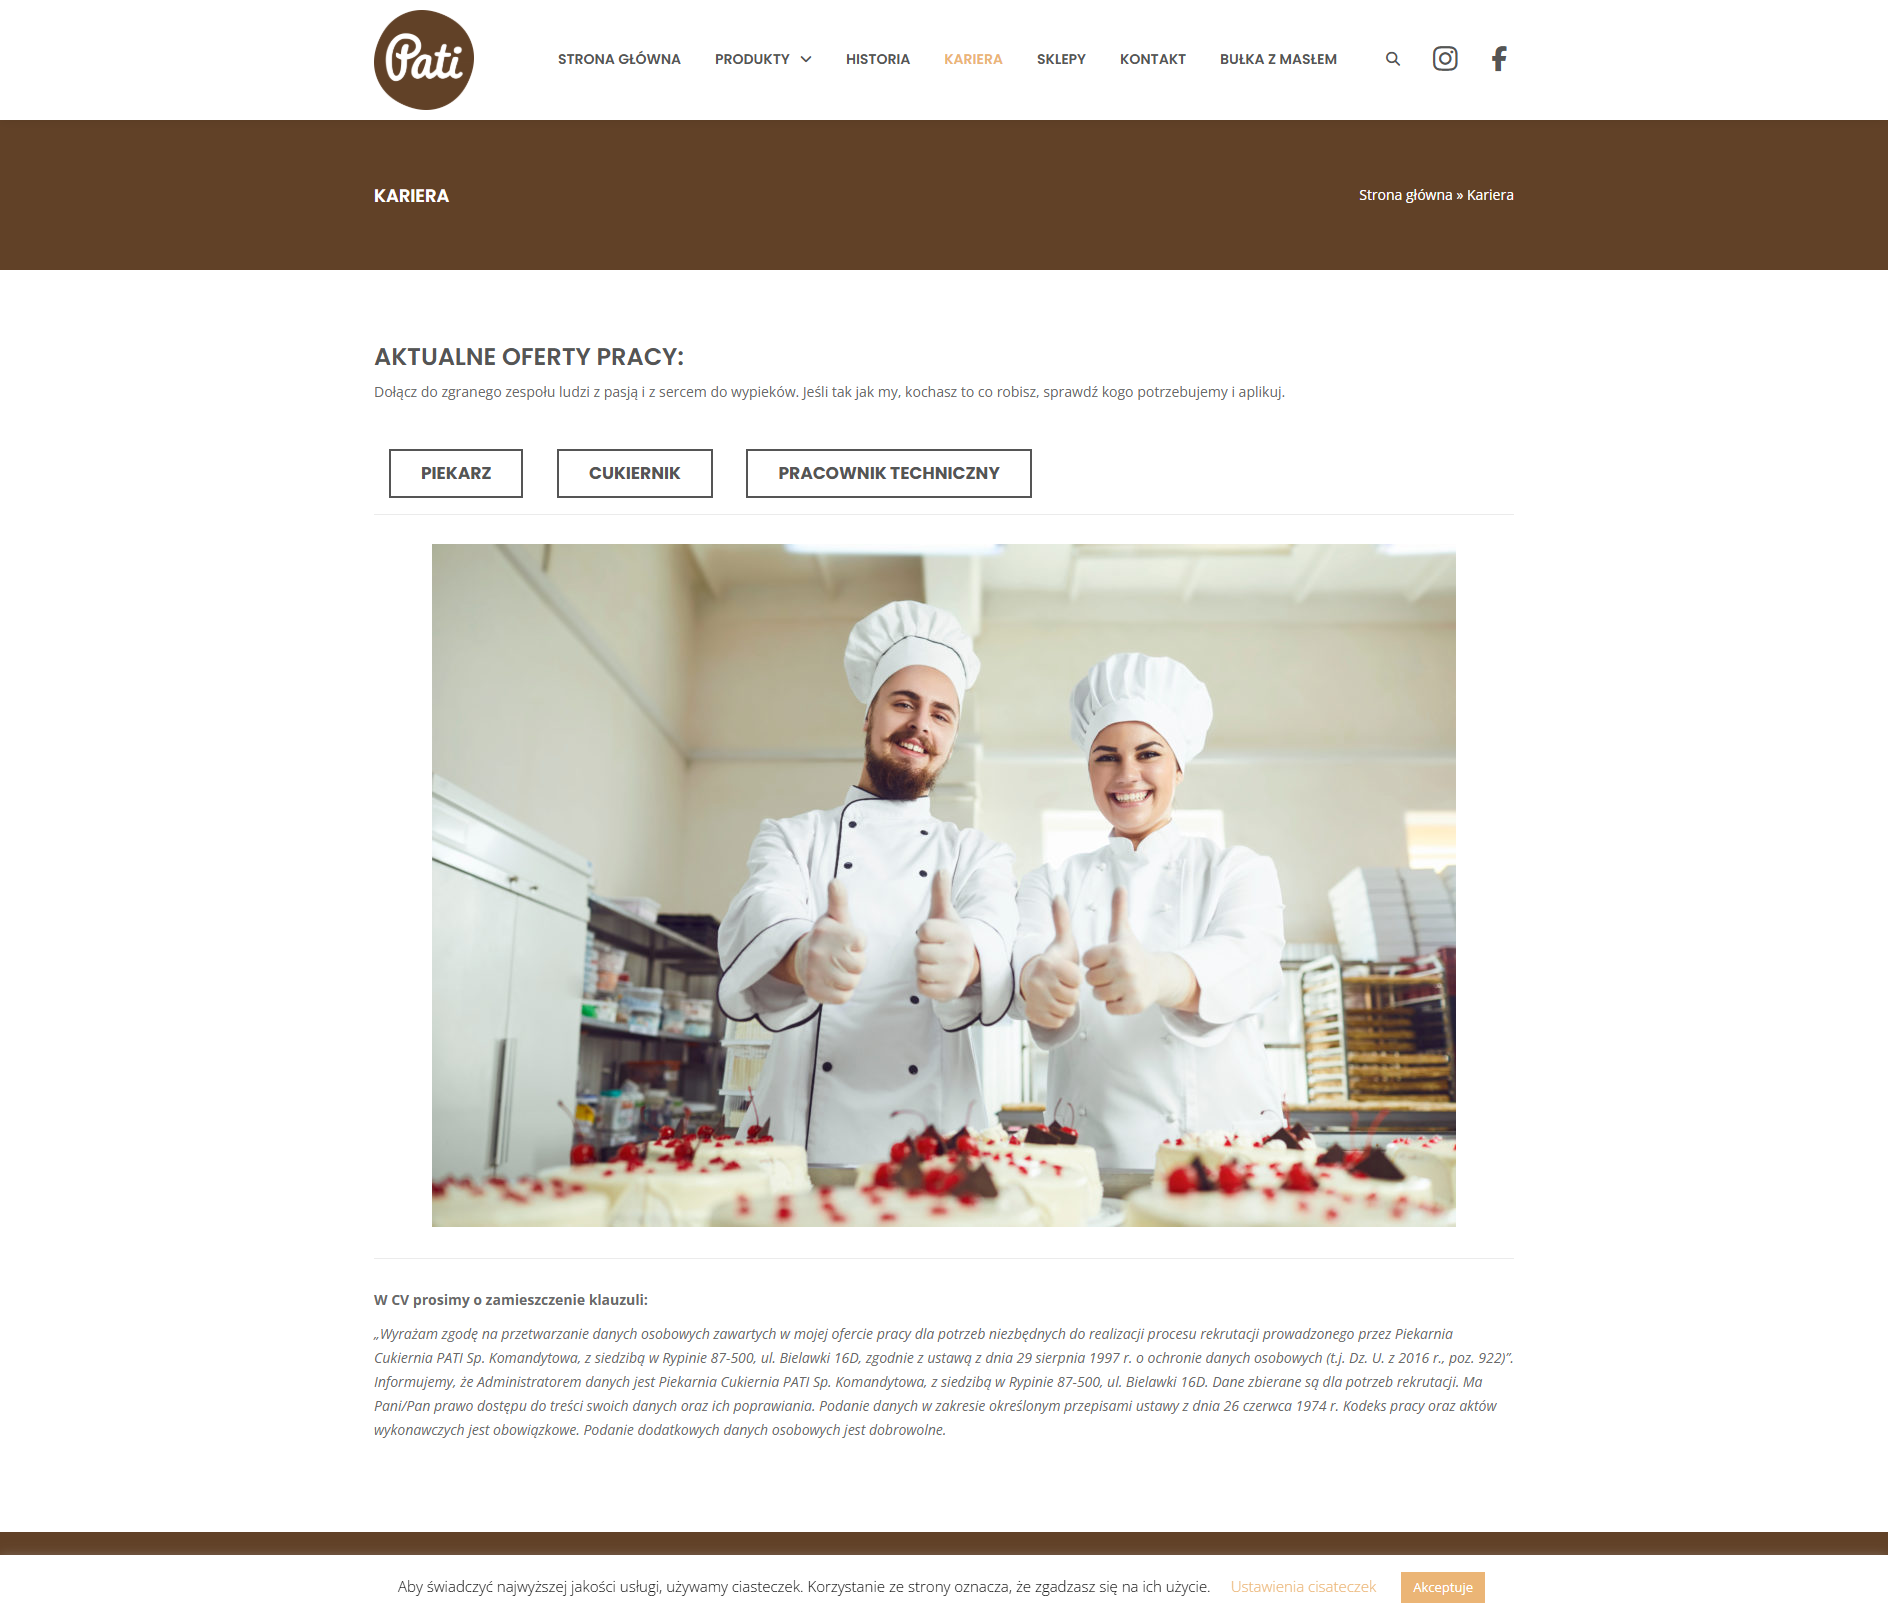 Pati
STRONA GŁÓWNA
PRODUKTY
HISTORIA
KARIERA
SKLEPY
KONTAKT
BUŁKA Z MASŁEM
KARIERA
Strona główna » Kariera
AKTUALNE OFERTY PRACY:
Dołącz do zgranego zespołu ludzi z pasją i z sercem do wypieków. Jeśli tak jak my, kochasz to co robisz, sprawdź kogo potrzebujemy i aplikuj.
PIEKARZ
CUKIERNIK
PRACOWNIK TECHNICZNY
W CV prosimy o zamieszczenie klauzuli:
„Wyrażam zgodę na przetwarzanie danych osobowych zawartych w mojej ofercie pracy dla potrzeb niezbędnych do realizacji procesu rekrutacji prowadzonego przez Piekarnia
Cukiernia PATI Sp. Komandytowa, z siedzibą w Rypinie 87-500, ul. Bielawki 16D, zgodnie z ustawą z dnia 29 sierpnia 1997 r. o ochronie danych osobowych (t.j. Dz. U. z 2016 r., poz. 922)”.
Informujemy, że Administratorem danych jest Piekarnia Cukiernia PATI Sp. Komandytowa, z siedzibą w Rypinie 87-500, ul. Bielawki 16D. Dane zbierane są dla potrzeb rekrutacji. Ma
Pani/Pan prawo dostępu do treści swoich danych oraz ich poprawiania. Podanie danych w zakresie określonym przepisami ustawy z dnia 26 czerwca 1974 r. Kodeks pracy oraz aktów
wykonawczych jest obowiązkowe. Podanie dodatkowych danych osobowych jest dobrowolne.
Aby świadczyć najwyższej jakości usługi, używamy ciasteczek. Korzystanie ze strony oznacza, że zgadzasz się na ich użycie.
Ustawienia cisateczek
Akceptuje